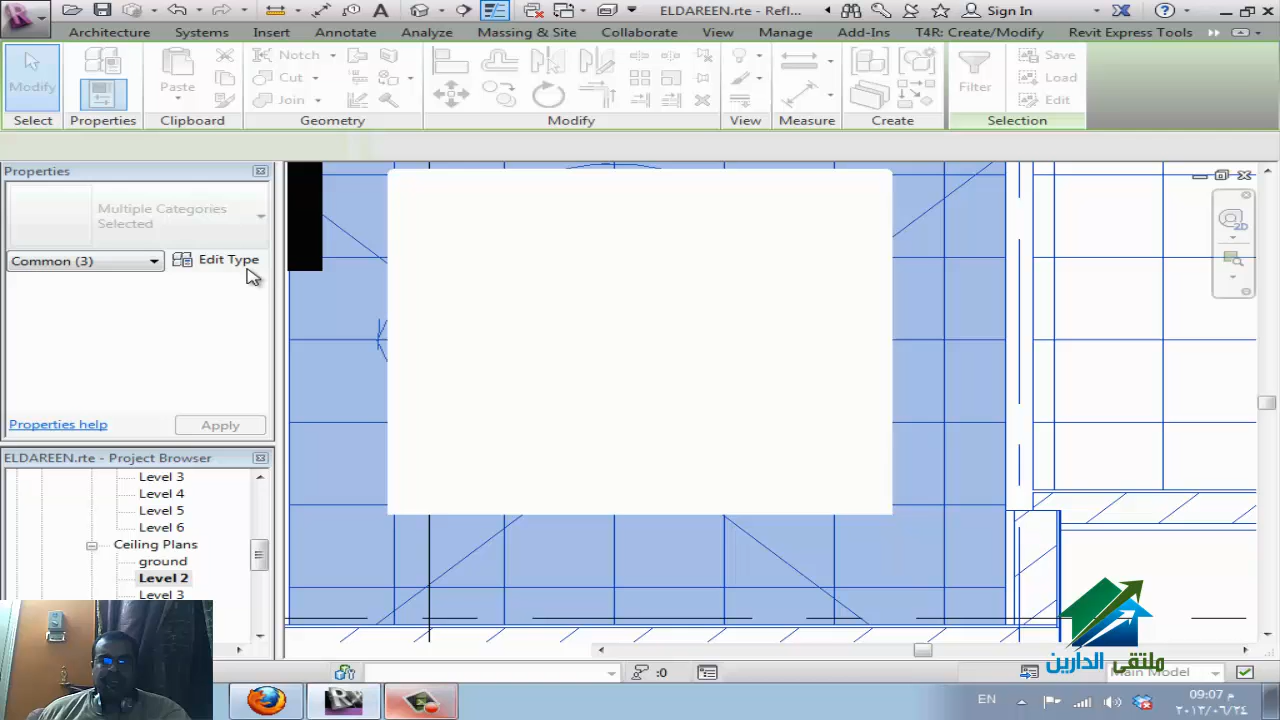 ELDAREEN.rte - Refl...
Sign In
Architecture
Systems
Insert
Annotate
Analyze
Massing & Site
Collaborate
View
Manage
Add-Ins
T4R: Create/Modify
Revit Express Tools
Modify
Paste
Notch
Cut
Join
Filter
Save
Load
Edit
Select
Properties
Clipboard
Geometry
Modify
View
Measure
Create
Selection
Properties
Multiple Categories
Selected
Common (3)
Edit Type
2D
Properties help
Apply
ELDAREEN.rte - Project Browser
Level 3
Level 4
Level 5
Level 6
Ceiling Plans
ground
Level 2
Level 3
:0
Main Model
ملتقى الدارين
EN
09:07 م
٢٠١٣/٠٦/٢٤